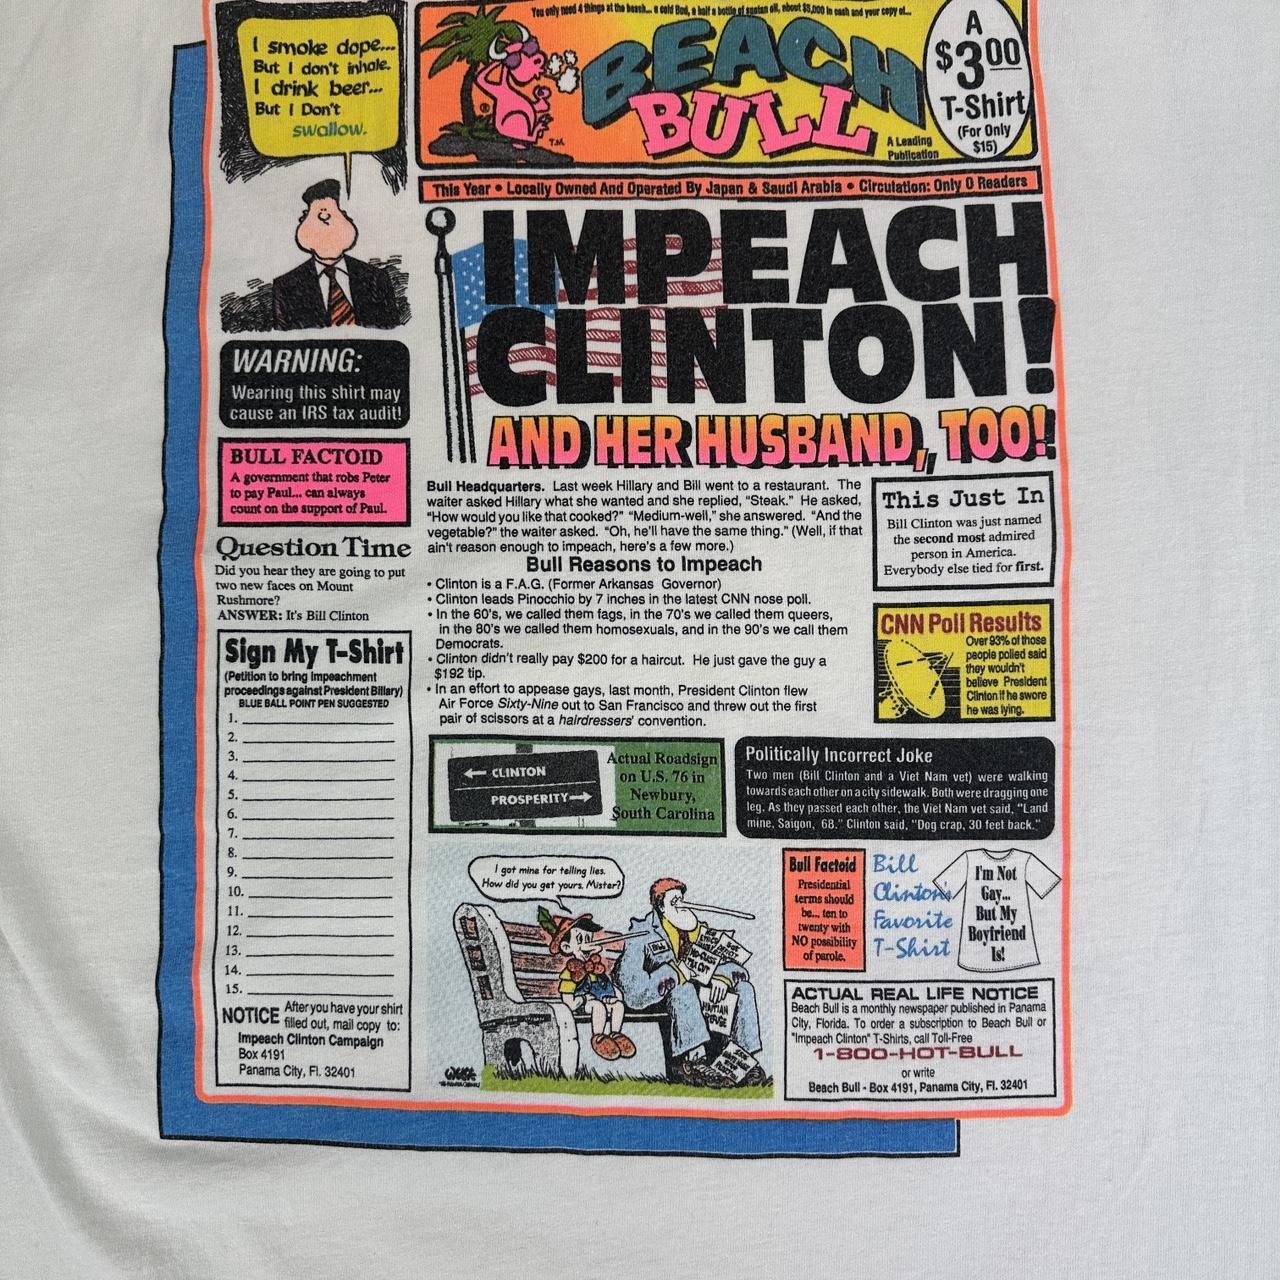 I smoke dope...
But I don't inhale.
I drink beer...
But I Don't
swallow.
You only need 4 things at the beach... a cold Bud, a half a bottle of suntan oil, about $5,000 in cash and your copy of...
BEACH
BULL
®
T.M.
A Leading
Publication
A
$3.00
T-Shirt
(For Only
$15)
This Year • Locally Owned And Operated By Japan & Saudi Arabia • Circulation: Only 0 Readers
IMPEACH
CLINTON!
AND HER HUSBAND, TOO!
WARNING:
Wearing this shirt may
cause an IRS tax audit!
BULL FACTOID
A government that robs Peter
to pay Paul... can always
count on the support of Paul.
Question Time
Did you hear they are going to put
two new faces on Mount
Rushmore?
ANSWER: It's Bill Clinton
Sign My T-Shirt
(Petition to bring Impeachment
proceedings against President Billary)
BLUE BALL POINT PEN SUGGESTED
1.
2.
3.
4.
5.
6.
7.
8.
9.
10.
11.
12.
13.
14.
15.
NOTICE After you have your shirt
filled out, mail copy to:
Impeach Clinton Campaign
Box 4191
Panama City, Fl. 32401
Bull Headquarters. Last week Hillary and Bill went to a restaurant. The
waiter asked Hillary what she wanted and she replied, "Steak." He asked,
"How would you like that cooked?" "Medium-well," she answered. "And the
vegetable?" the waiter asked. "Oh, he'll have the same thing." (Well, if that
ain't reason enough to impeach, here's a few more.)
Bull Reasons to Impeach
• Clinton is a F.A.G. (Former Arkansas Governor)
• Clinton leads Pinocchio by 7 inches in the latest CNN nose poll.
• In the 60's, we called them fags, in the 70's we called them queers,
in the 80's we called them homosexuals, and in the 90's we call them
Democrats.
• Clinton didn't really pay $200 for a haircut. He just gave the guy a
$192 tip.
• In an effort to appease gays, last month, President Clinton flew
Air Force Sixty-Nine out to San Francisco and threw out the first
pair of scissors at a hairdressers' convention.
This Just In
Bill Clinton was just named
the second most admired
person in America.
Everybody else tied for first.
CNN Poll Results
Over 93% of those
people polled said
they wouldn't
believe President
Clinton if he swore
he was lying.
← CLINTON
PROSPERITY→
Actual Roadsign
on U.S. 76 in
Newbury,
South Carolina
Politically Incorrect Joke
Two men (Bill Clinton and a Viet Nam vet) were walking
towards each other on a city sidewalk. Both were dragging one
leg. As they passed each other, the Viet Nam vet said, "Land
mine, Saigon, 68." Clinton said, "Dog crap, 30 feet back."
I got mine for telling lies.
How did you get yours, Mister?
BILL
TAX CUT
HAITIAN
Bull Factoid
Presidential
terms should
be... ten to
twenty with
NO possibility
of parole.
Bill
Clinton's
Favorite
T-Shirt
I'm Not
Gay...
But My
Boyfriend
Is!
ACTUAL REAL LIFE NOTICE
Beach Bull is a monthly newspaper published in Panama
City, Florida. To order a subscription to Beach Bull or
"Impeach Clinton" T-Shirts, call Toll-Free
1-800-HOT-BULL
or write
Beach Bull - Box 4191, Panama City, Fl. 32401